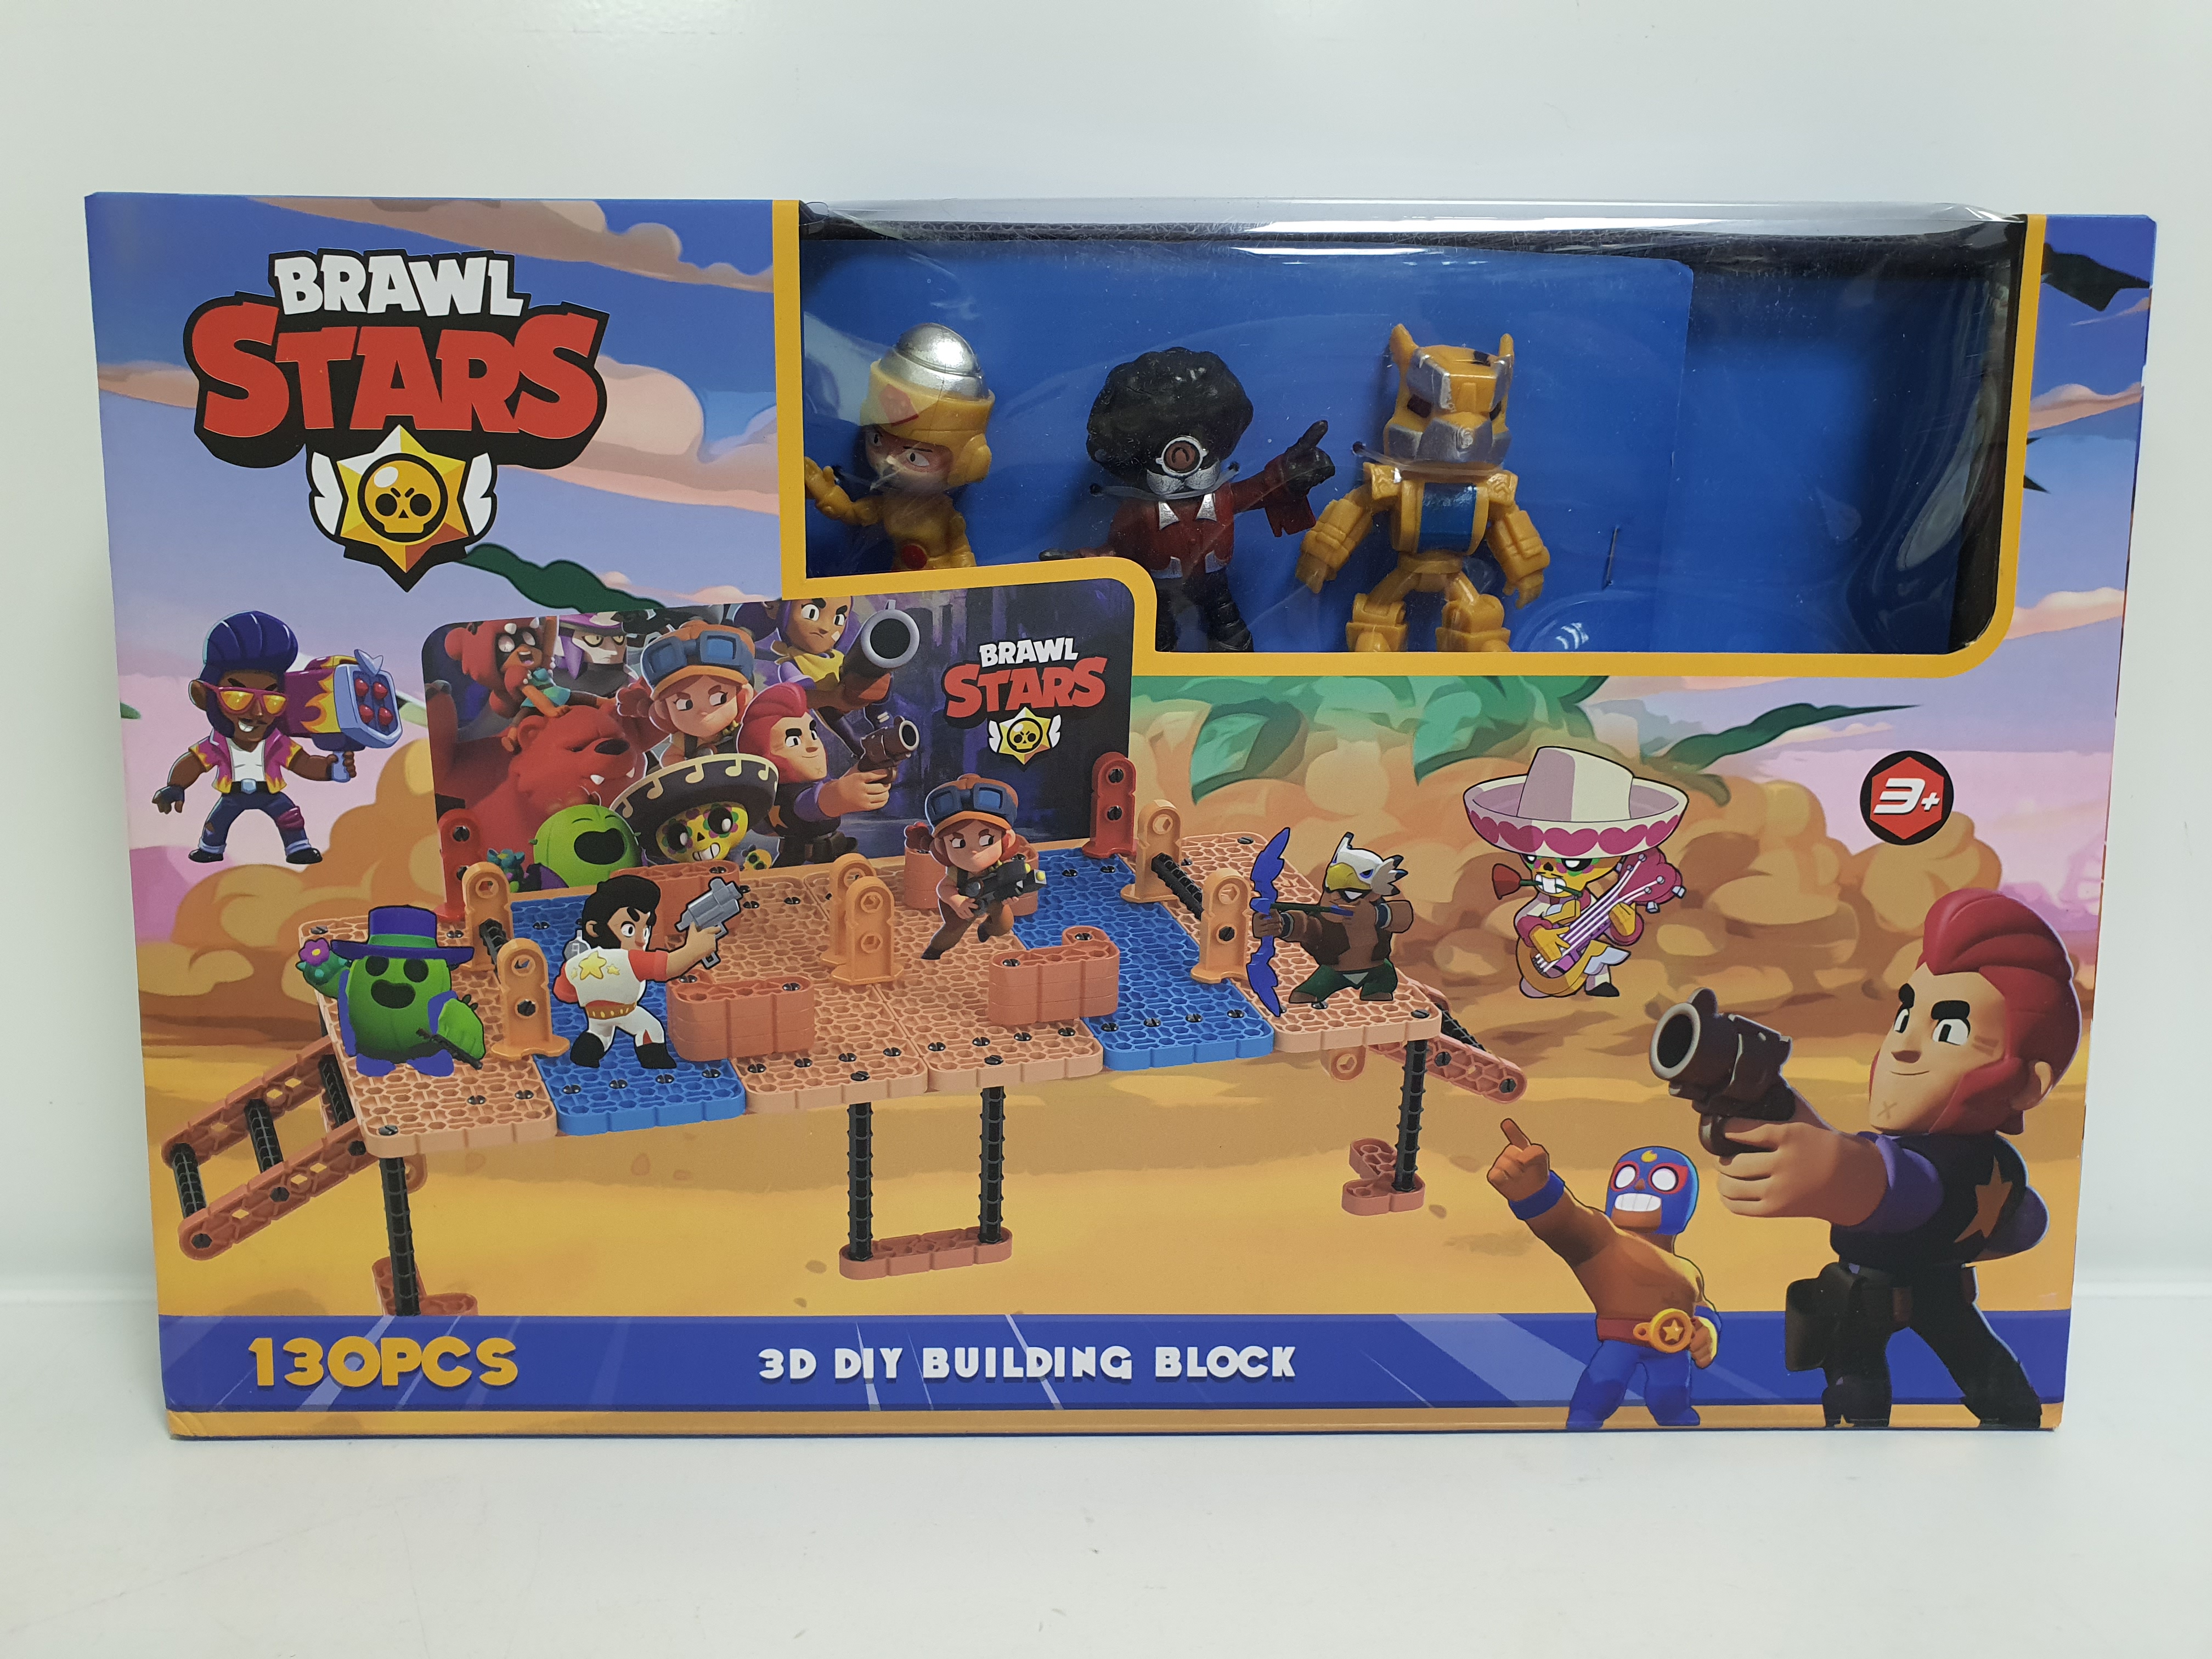 BRAWL
STARS
BRAWL
STARS
3+
130PCS
3D DIY BUILDING BLOCK